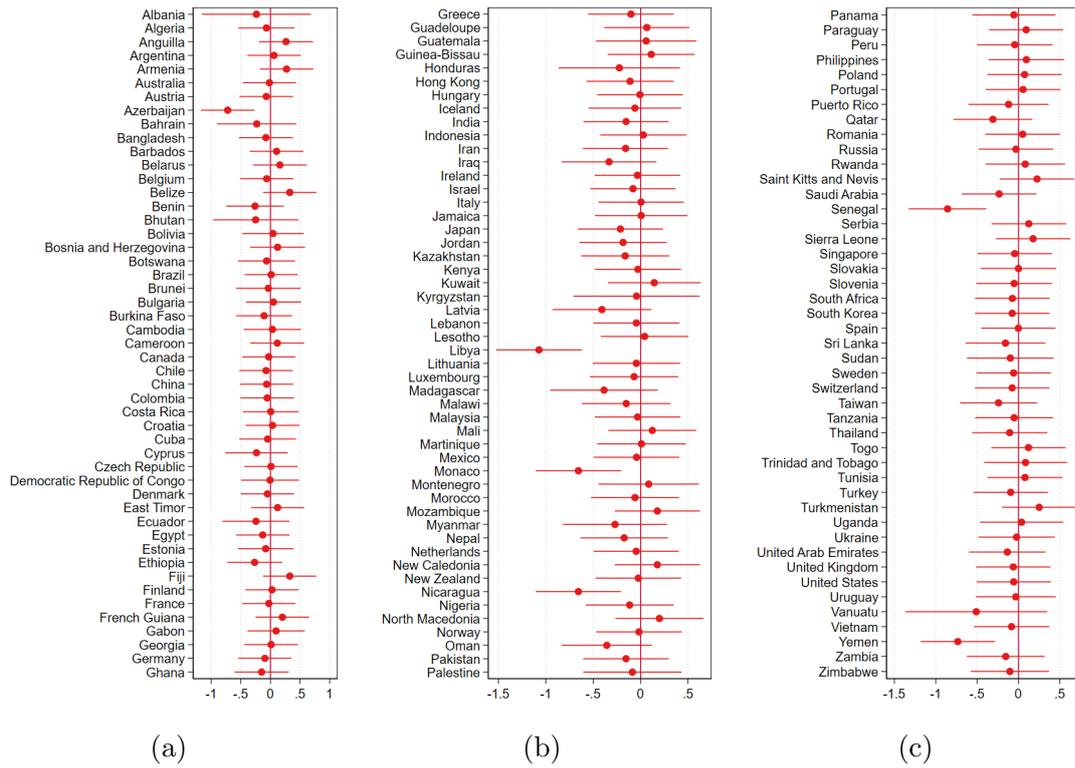 Albania
Algeria
Anguilla
Argentina
Armenia
Australia
Austria
Azerbaijan
Bahrain
Bangladesh
Barbados
Belarus
Belgium
Belize
Benin
Bhutan
Bolivia
Bosnia and Herzegovina
Botswana
Brazil
Brunei
Bulgaria
Burkina Faso
Cambodia
Cameroon
Canada
Chile
China
Colombia
Costa Rica
Croatia
Cuba
Cyprus
Czech Republic
Democratic Republic of Congo
Denmark
East Timor
Ecuador
Egypt
Estonia
Ethiopia
Fiji
Finland
France
French Guiana
Gabon
Georgia
Germany
Ghana
-1 -.5 0 .5 1
(a)
Greece
Guadeloupe
Guatemala
Guinea-Bissau
Honduras
Hong Kong
Hungary
Iceland
India
Indonesia
Iran
Iraq
Ireland
Israel
Italy
Jamaica
Japan
Jordan
Kazakhstan
Kenya
Kuwait
Kyrgyzstan
Latvia
Lebanon
Lesotho
Libya
Lithuania
Luxembourg
Madagascar
Malawi
Malaysia
Mali
Martinique
Mexico
Monaco
Montenegro
Morocco
Mozambique
Myanmar
Nepal
Netherlands
New Caledonia
New Zealand
Nicaragua
Nigeria
North Macedonia
Norway
Oman
Pakistan
Palestine
-1.5 -1 -.5 0 .5
(b)
Panama
Paraguay
Peru
Philippines
Poland
Portugal
Puerto Rico
Qatar
Romania
Russia
Rwanda
Saint Kitts and Nevis
Saudi Arabia
Senegal
Serbia
Sierra Leone
Singapore
Slovakia
Slovenia
South Africa
South Korea
Spain
Sri Lanka
Sudan
Sweden
Switzerland
Taiwan
Tanzania
Thailand
Togo
Trinidad and Tobago
Tunisia
Turkey
Turkmenistan
Uganda
Ukraine
United Arab Emirates
United Kingdom
United States
Uruguay
Vanuatu
Vietnam
Yemen
Zambia
Zimbabwe
-1.5 -1 -.5 0 .5
(c)